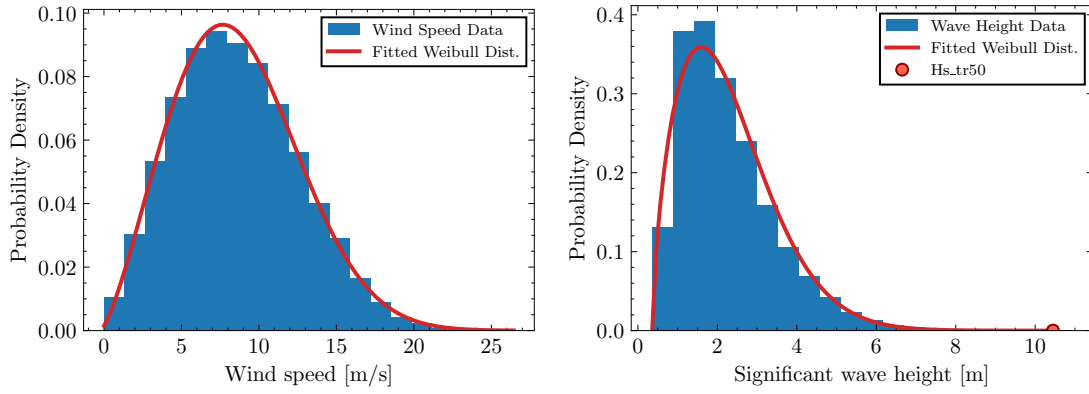 0.10
0.08
0.06
0.04
0.02
0.00
Probability Density
0
5
10
15
20
25
Wind speed [m/s]
Wind Speed Data
Fitted Weibull Dist.
0.4
0.3
0.2
0.1
0.0
Probability Density
0
2
4
6
8
10
Significant wave height [m]
Wave Height Data
Fitted Weibull Dist.
Hs_tr50